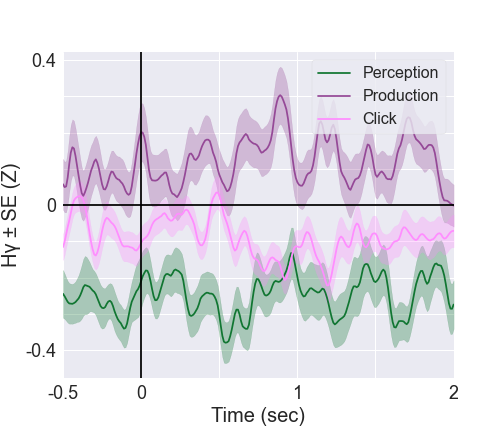 Hγ ± SE (Z)
0.4
0
-0.4
Perception
Production
Click
-0.5
0
1
2
Time (sec)